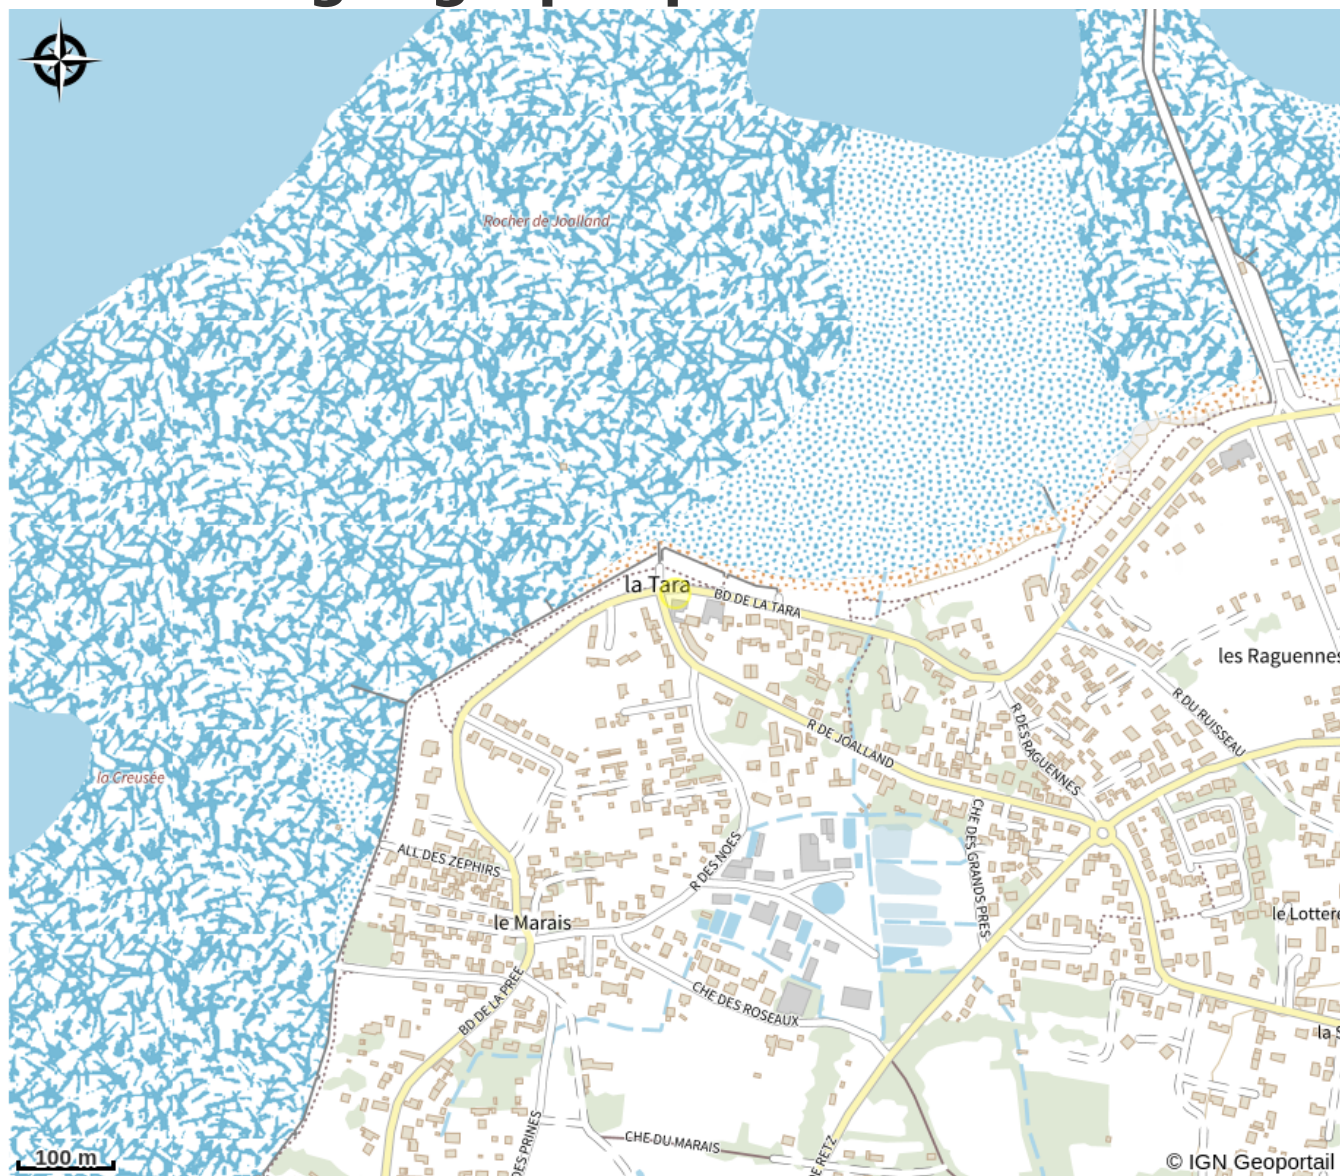 Rocher de Joalland
la Tara
BD DE LA TARA
les Raguennes
R DU RUISSEAU
R DES RAGUENNES
R DE JOALLAND
la Creusée
CHE DES GRANDS PRES
ALL DES ZEPHIRS
R DES NOES
le Marais
le Lottere
BD DE LA PREE
CHE DES ROSEAUX
la S
DES PRINES
CHE DU MARAIS
E RETZ
100 m
© IGN Geoportail